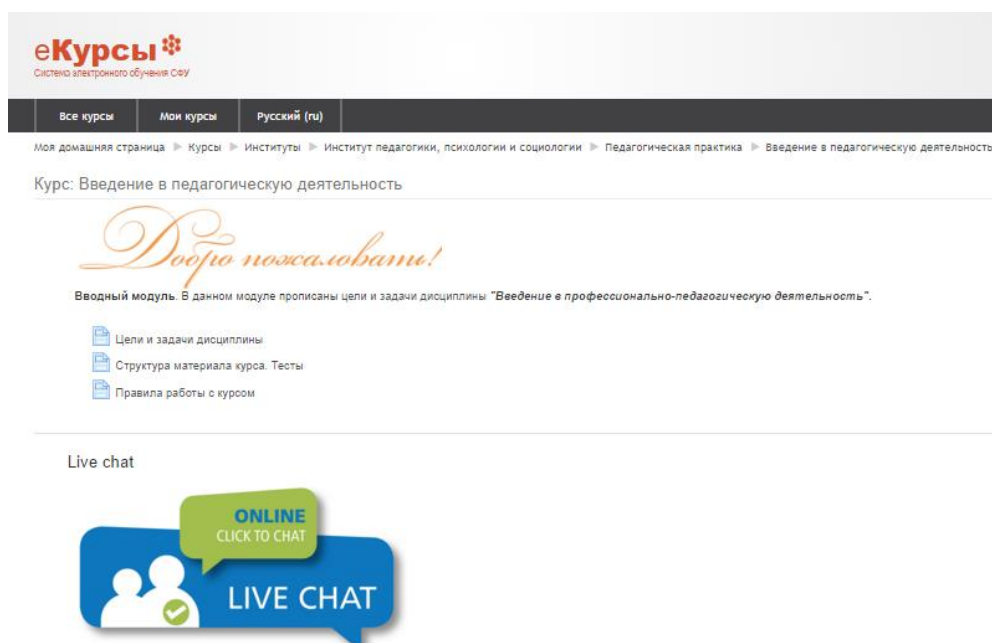 еКурсы
Система электронного обучения СФУ
Все курсы Мои курсы Русский (ru)
Моя домашняя страница ► Курсы ► Институты ► Институт педагогики, психологии и социологии ► Педагогическая практика ► Введение в педагогическую деятельность
Курс: Введение в педагогическую деятельность
Добро пожаловать!
Вводный модуль. В данном модуле прописаны цели и задачи дисциплины "Введение в профессионально-педагогическую деятельность".
Цели и задачи дисциплины
Структура материала курса. Тесты
Правила работы с курсом
Live chat
ONLINE
CLICK TO CHAT
LIVE CHAT